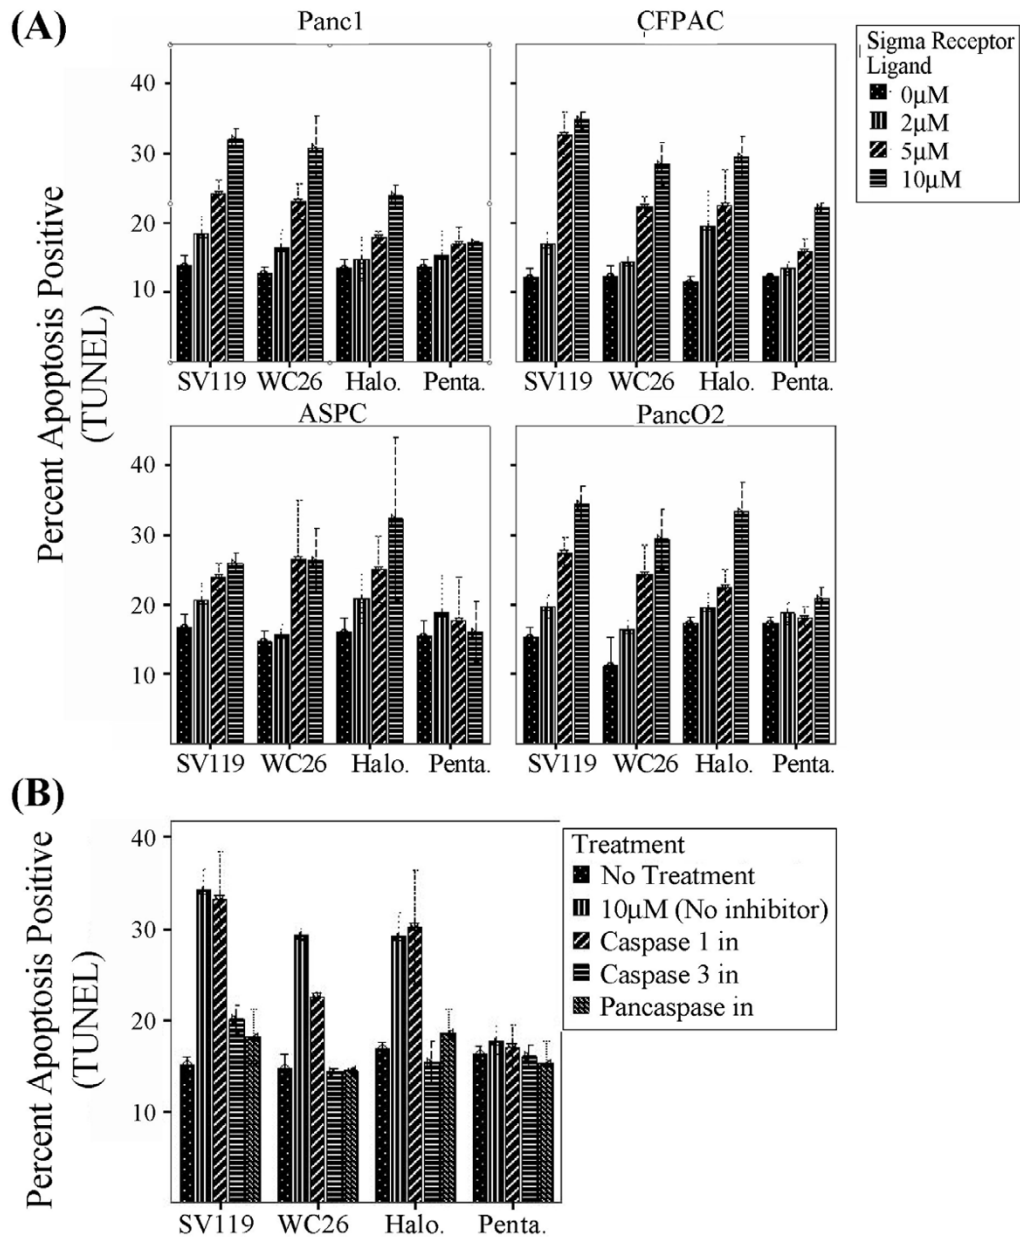 (A)
Panc1
CFPAC
Sigma Receptor
Ligand
0μM
2μM
5μM
10μM
Percent Apoptosis Positive
(TUNEL)
40
30
20
10
SV119 WC26 Halo. Penta.
SV119 WC26 Halo. Penta.
ASPC
PancO2
40
30
20
10
SV119 WC26 Halo. Penta.
SV119 WC26 Halo. Penta.
(B)
Percent Apoptosis Positive
(TUNEL)
40
30
20
10
Treatment
No Treatment
10μM (No inhibitor)
Caspase 1 in
Caspase 3 in
Pancaspase in
SV119 WC26 Halo. Penta.